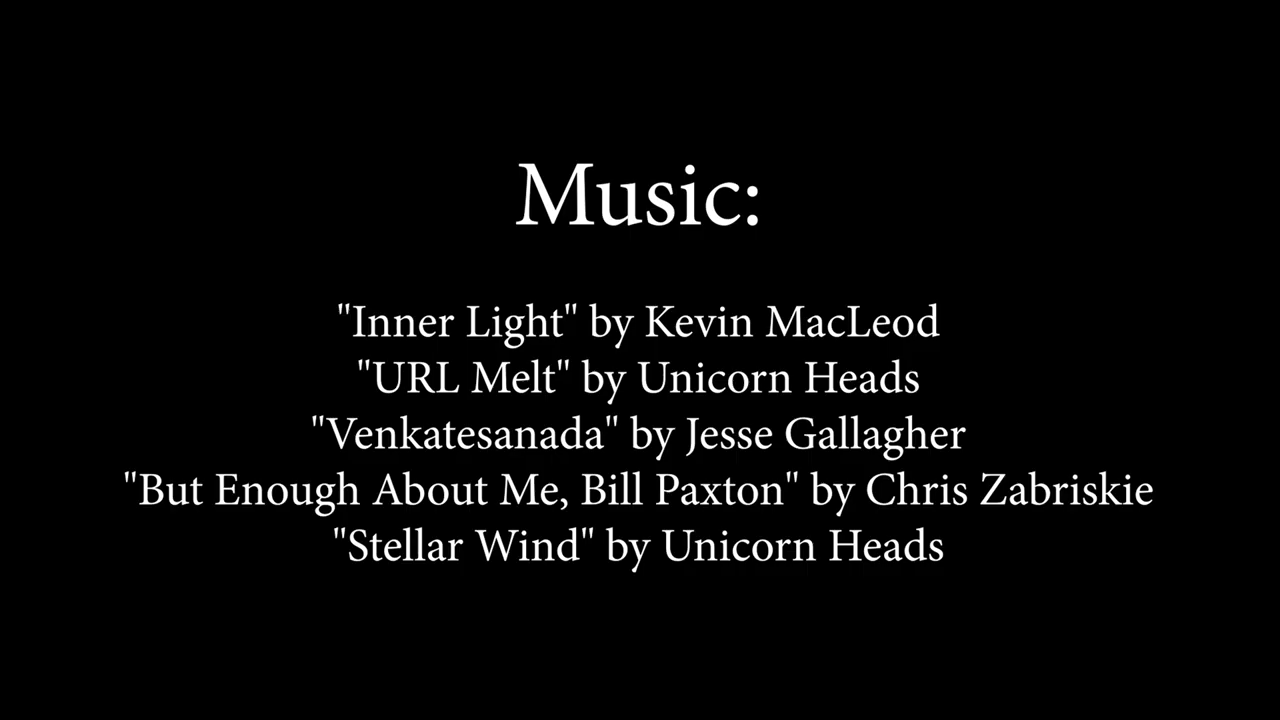 Music:
"Inner Light" by Kevin MacLeod
"URL Melt" by Unicorn Heads
"Venkatesanada" by Jesse Gallagher
"But Enough About Me, Bill Paxton" by Chris Zabriskie
"Stellar Wind" by Unicorn Heads